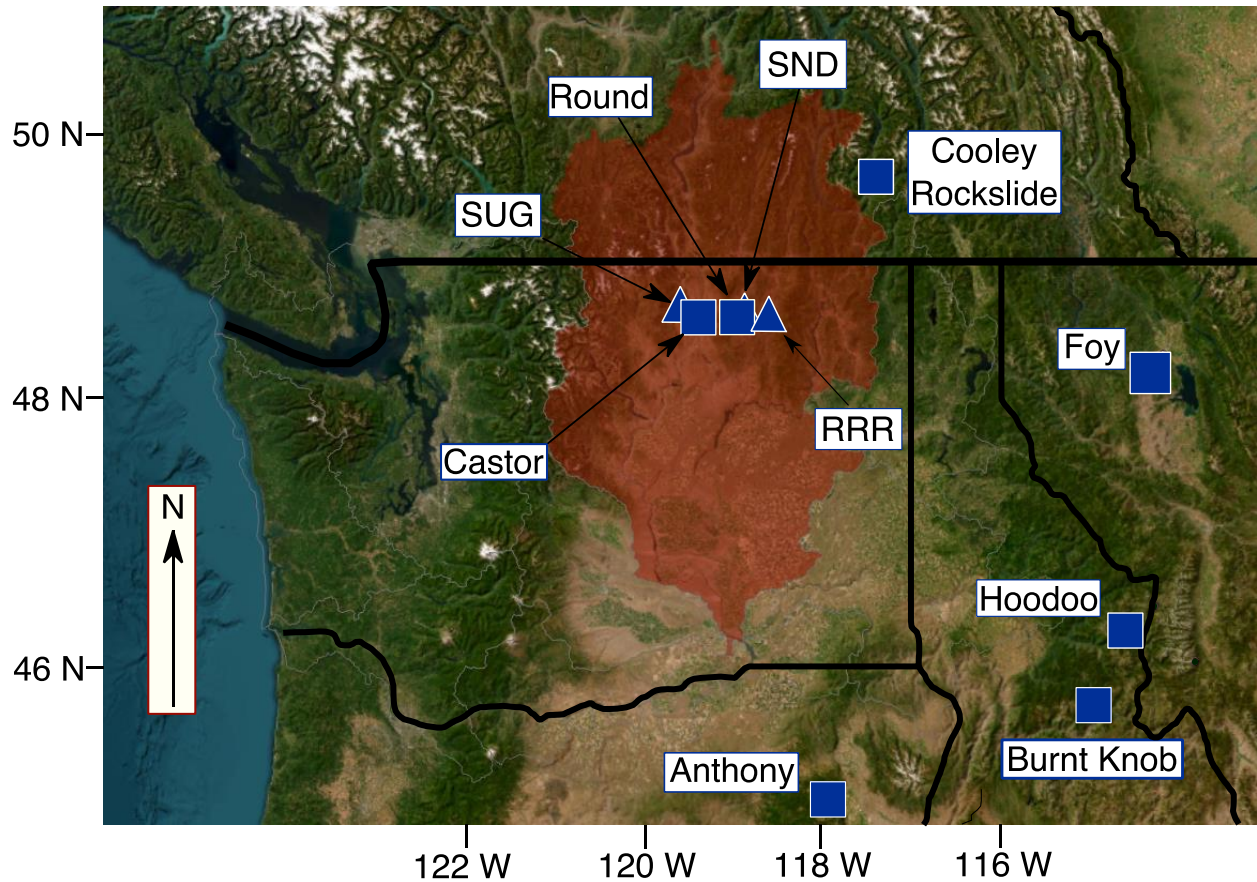 SND
Round
50 N
Cooley
Rockslide
SUG
Foy
48 N
RRR
Castor
N
Hoodoo
46 N
Burnt Knob
Anthony
122 W
120 W
118 W
116 W